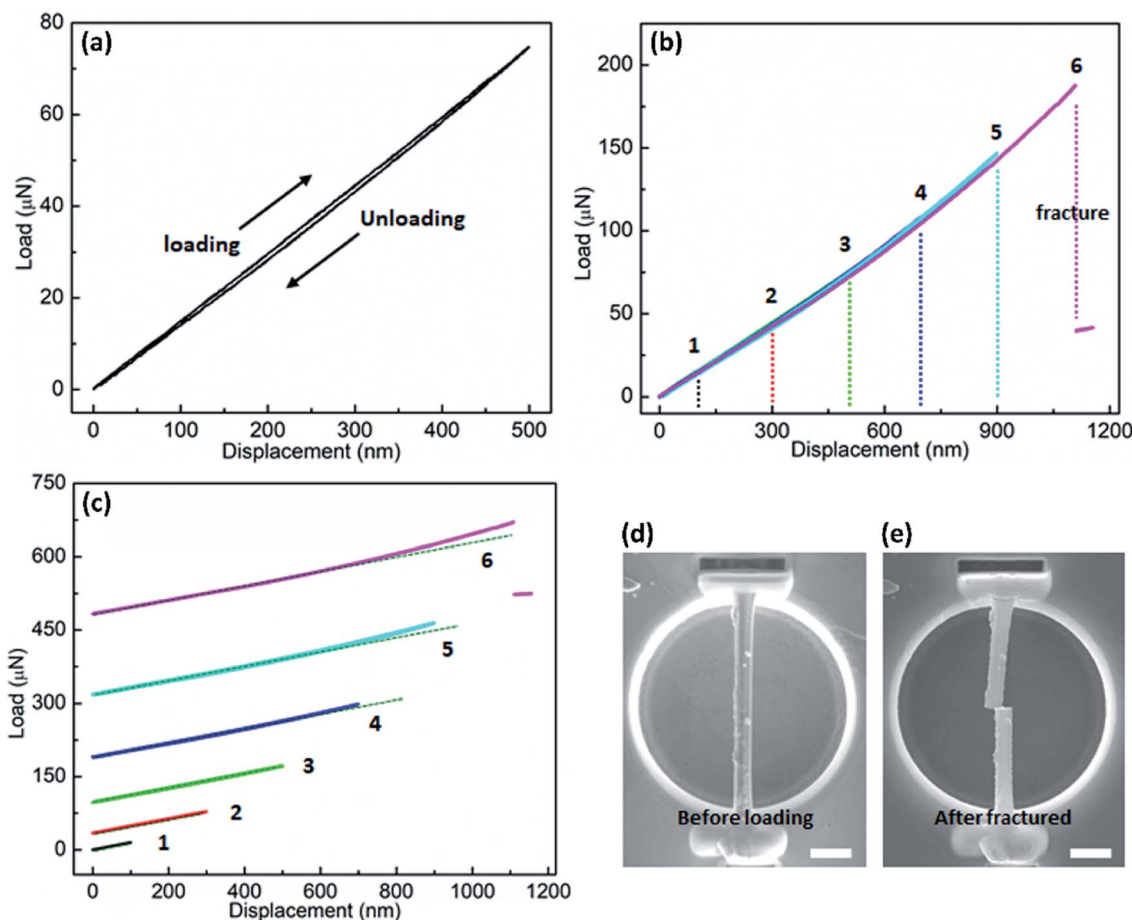 (a)
80
60
40
20
0
Load (μN)
loading
Unloading
0 100 200 300 400 500
Displacement (nm)
(b)
200
150
100
50
0
Load (μN)
1
2
3
4
5
6
fracture
0 300 600 900 1200
Displacement (nm)
(c)
750
600
450
300
150
0
Load (μN)
6
5
4
3
2
1
0 200 400 600 800 1000 1200
Displacement (nm)
(d)
Before loading
(e)
After fractured